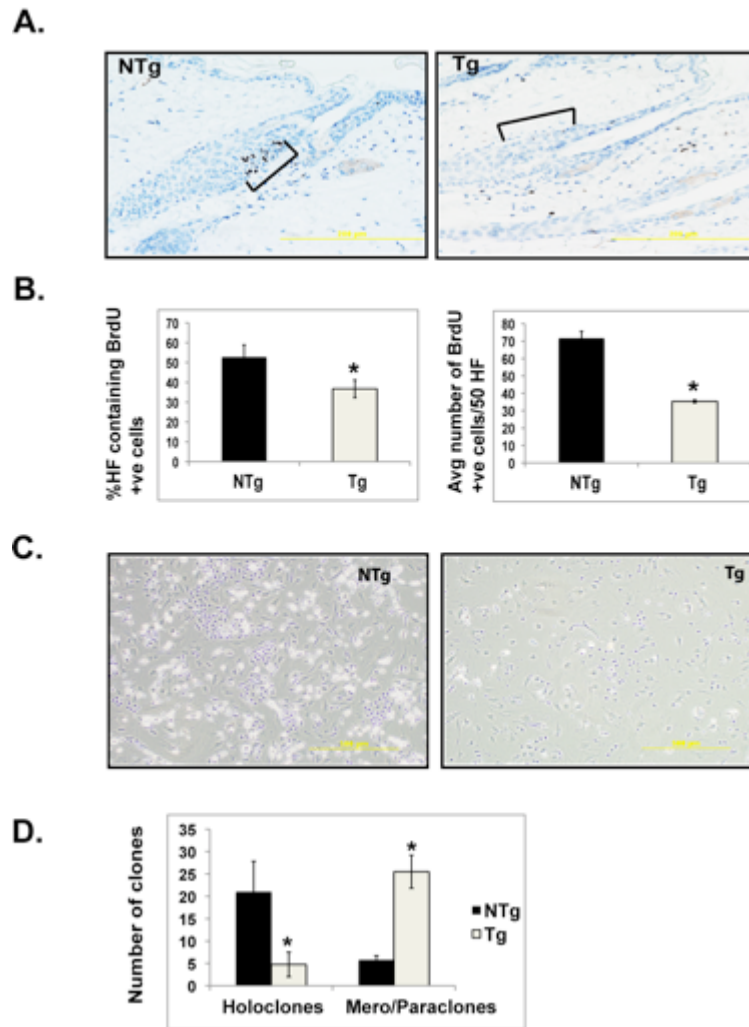 A.
NTg
Tg
B.
%HF containing BrdU
+ve cells
70
60
50
40
30
20
10
0
*
NTg
Tg
Avg number of BrdU
+ve cells/50 HF
80
70
60
50
40
30
20
10
0
*
NTg
Tg
C.
NTg
Tg
D.
Number of clones
35
30
25
20
15
10
5
0
*
*
Holoclones
Mero/Paraclones
NTg
Tg